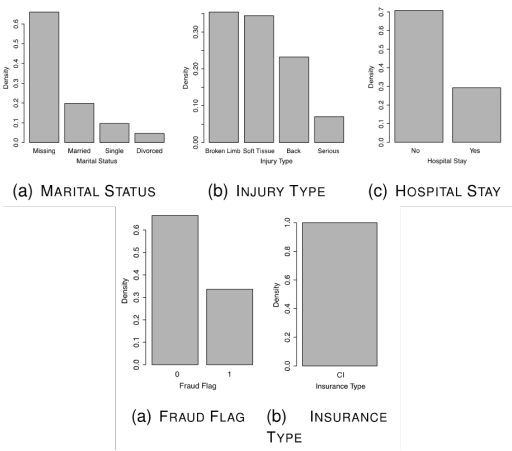 Density
0.0 0.1 0.2 0.3 0.4 0.5 0.6
Missing Married Single Divorced
Marital Status
Density
0.00 0.10 0.20 0.30
Broken Limb Soft Tissue Back Serious
Injury Type
Density
0.0 0.1 0.2 0.3 0.4 0.5 0.6 0.7
No Yes
Hospital Stay
(a) MARITAL STATUS
(b) INJURY TYPE
(c) HOSPITAL STAY
Density
0.0 0.1 0.2 0.3 0.4 0.5 0.6
0 1
Fraud Flag
Density
0.0 0.2 0.4 0.6 0.8 1.0
CI
Insurance Type
(a) FRAUD FLAG
(b) INSURANCE
TYPE